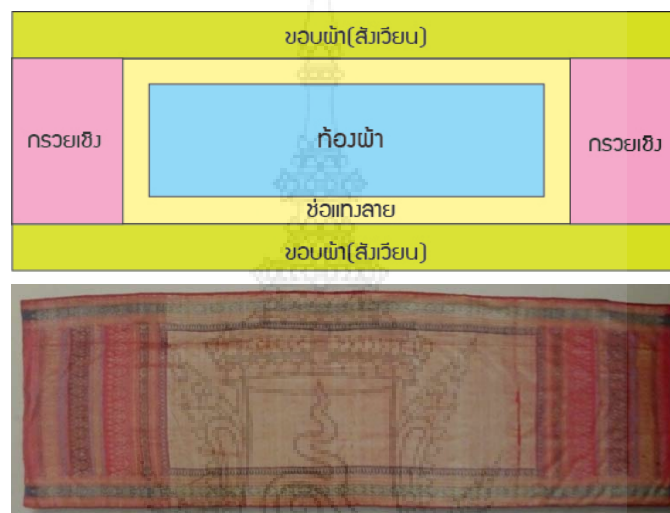 ขอบผ้า(สังเวียน)
กรวยเชิง
ท้องผ้า
กรวยเชิง
ช่อแทงลาย
ขอบผ้า(สังเวียน)